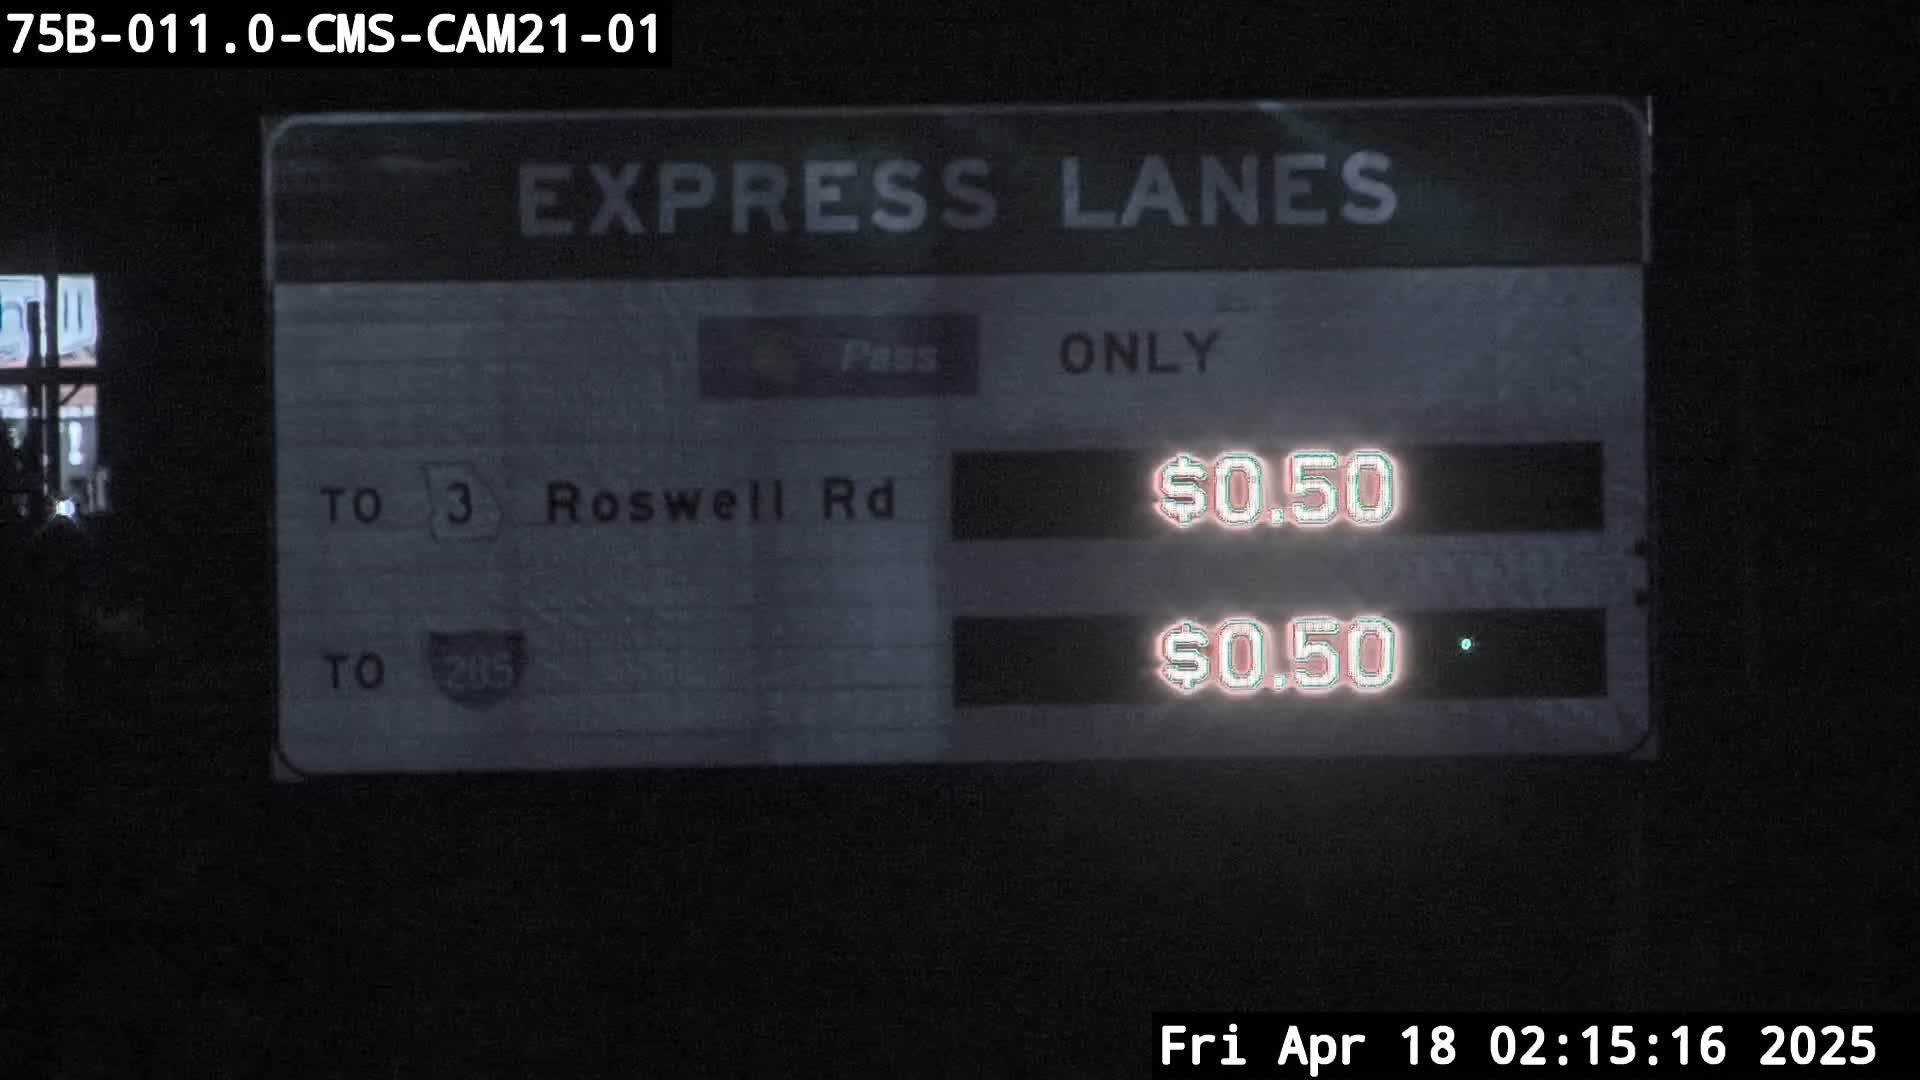 75B-011.0-CMS-CAM21-01
EXPRESS LANES
Pass ONLY
TO 3 Roswell Rd $0.50
TO 285 $0.50
Fri Apr 18 02:15:16 2025